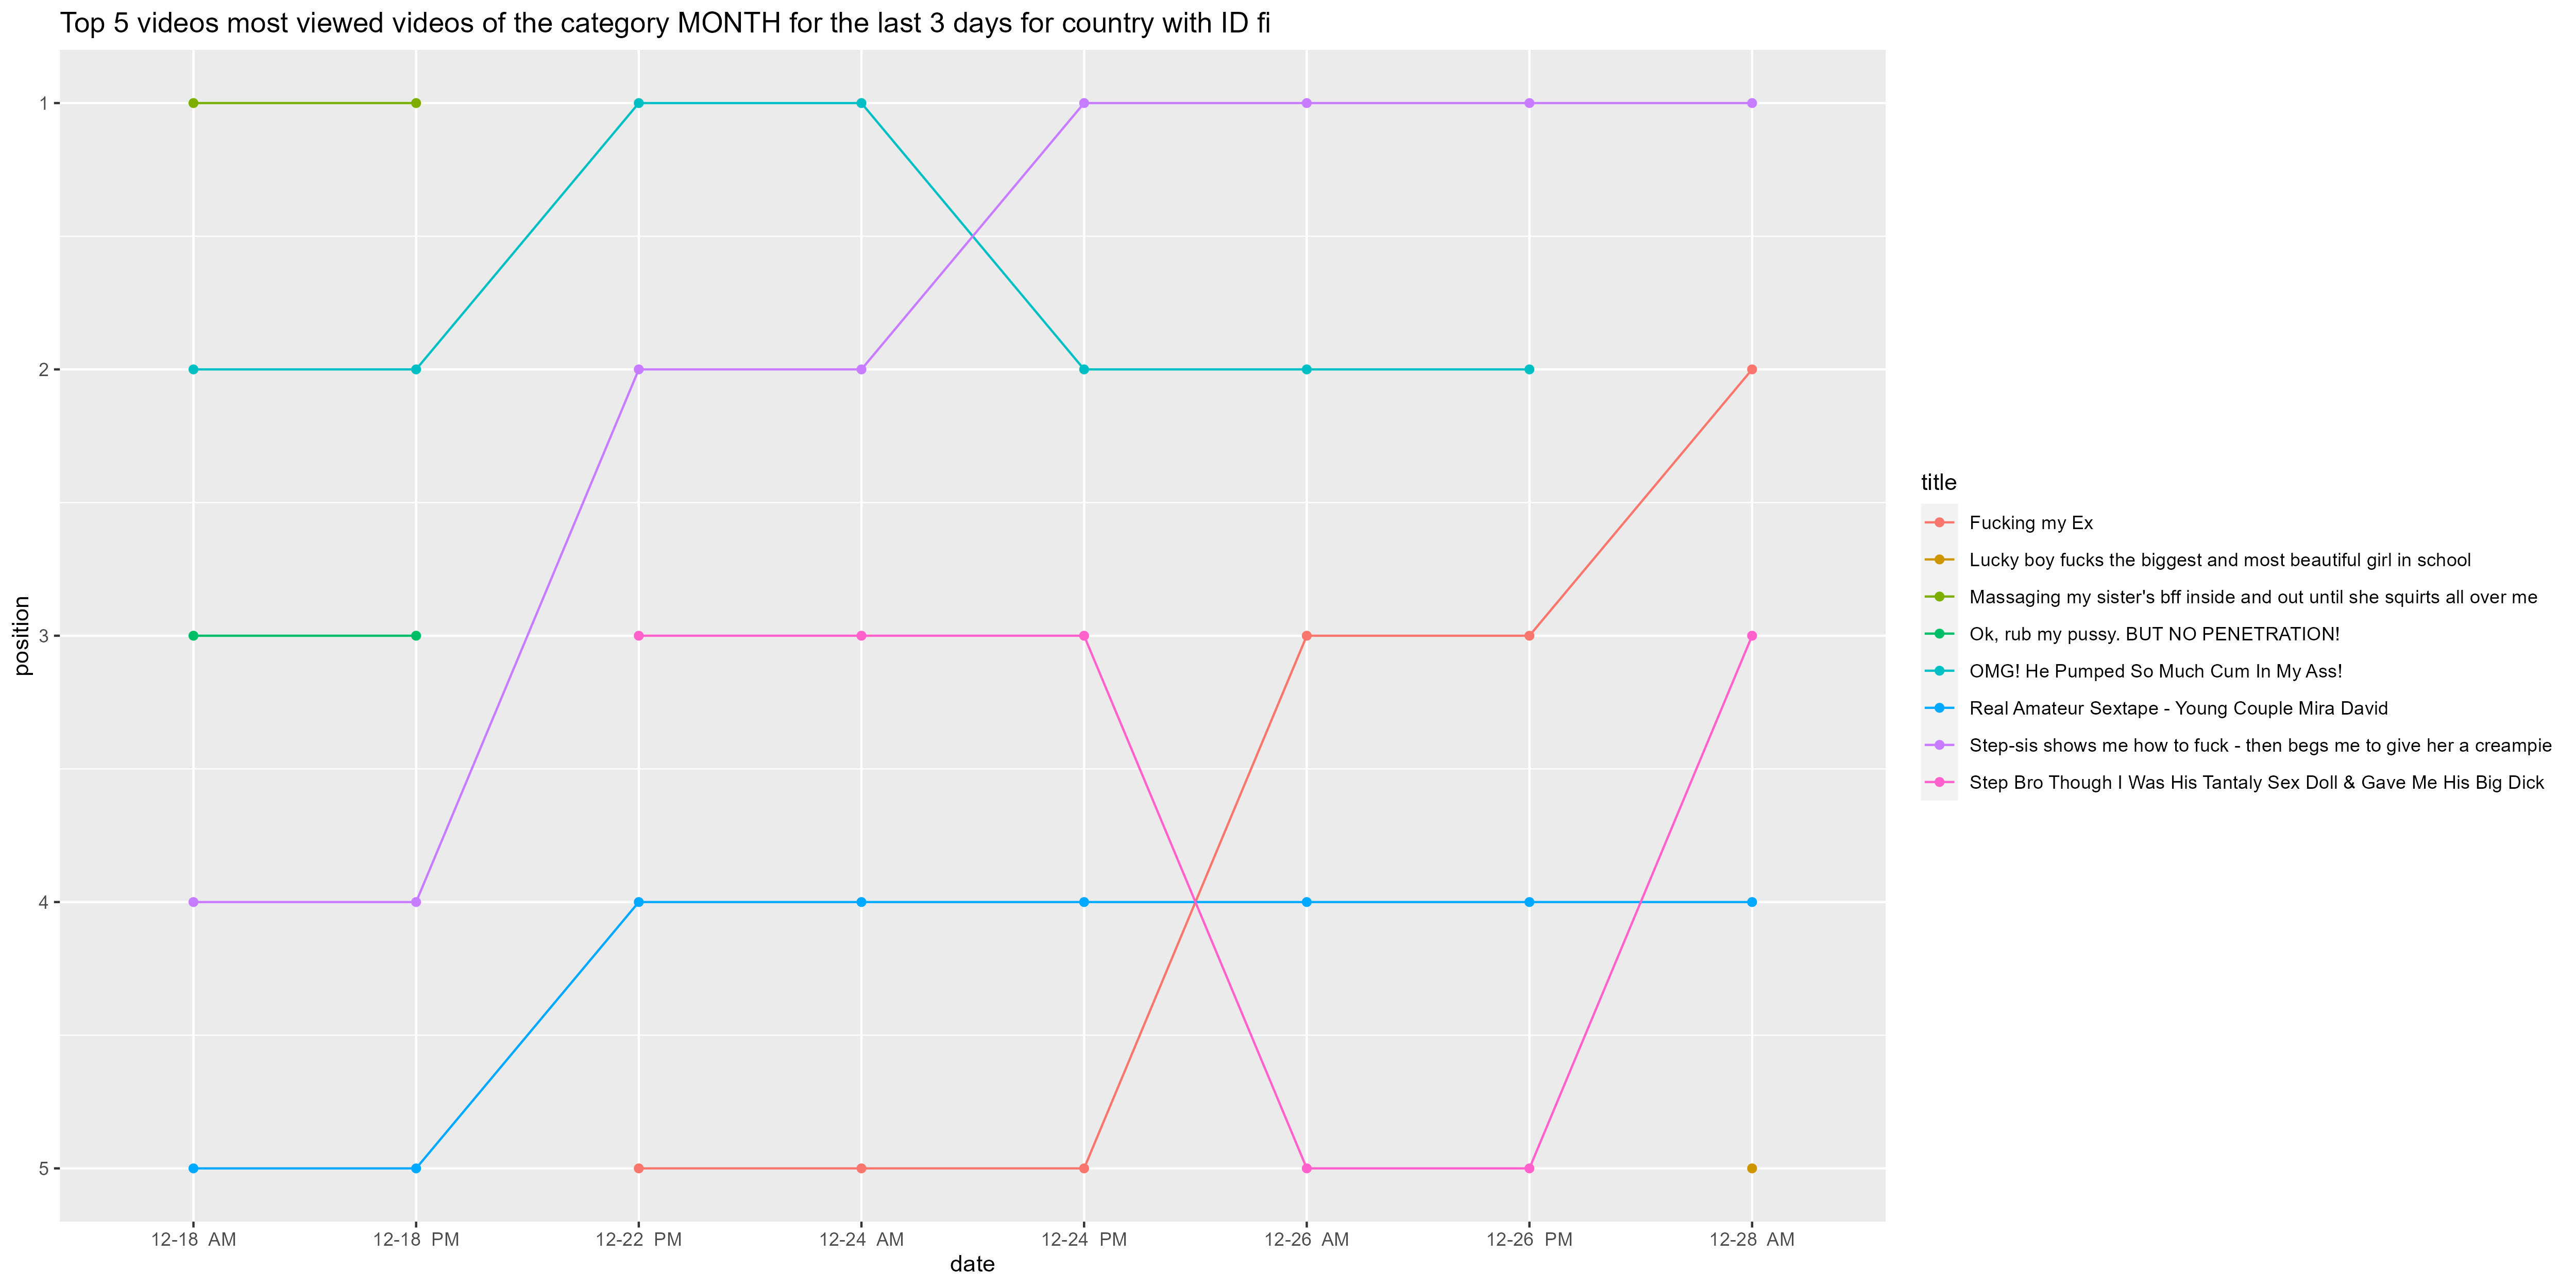 Top 5 videos most viewed videos of the category MONTH for the last 3 days for country with ID fi
position
1
2
3
4
5
12-18 AM
12-18 PM
12-22 PM
12-24 AM
12-24 PM
12-26 AM
12-26 PM
12-28 AM
date
title
Fucking my Ex
Lucky boy fucks the biggest and most beautiful girl in school
Massaging my sister's bff inside and out until she squirts all over me
Ok, rub my pussy. BUT NO PENETRATION!
OMG! He Pumped So Much Cum In My Ass!
Real Amateur Sextape - Young Couple Mira David
Step-sis shows me how to fuck - then begs me to give her a creampie
Step Bro Though I Was His Tantaly Sex Doll & Gave Me His Big Dick